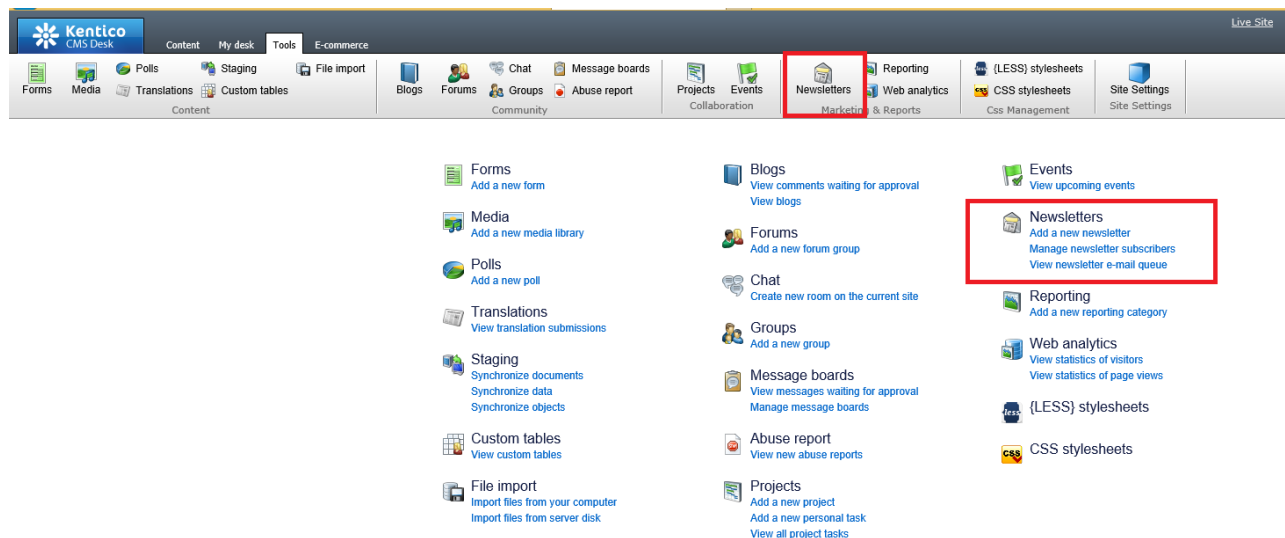 Live Site
Kentico
CMS Desk
Content My desk Tools E-commerce
Polls Staging File import Chat Message boards Reporting {LESS} stylesheets
Forms Media Translations Custom tables Blogs Forums Groups Abuse report Projects Events Newsletters Web analytics CSS stylesheets Site Settings
Content Community Collaboration Marketing & Reports Css Management Site Settings
Forms
Add a new form
Media
Add a new media library
Polls
Add a new poll
Translations
View translation submissions
Staging
Synchronize documents
Synchronize data
Synchronize objects
Custom tables
View custom tables
File import
Import files from your computer
Import files from server disk
Blogs
View comments waiting for approval
View blogs
Forums
Add a new forum group
Chat
Create new room on the current site
Groups
Add a new group
Message boards
View messages waiting for approval
Manage message boards
Abuse report
View new abuse reports
Projects
Add a new project
Add a new personal task
View all project tasks
Events
View upcoming events
Newsletters
Add a new newsletter
Manage newsletter subscribers
View newsletter e-mail queue
Reporting
Add a new reporting category
Web analytics
View statistics of visitors
View statistics of page views
{LESS} stylesheets
CSS stylesheets